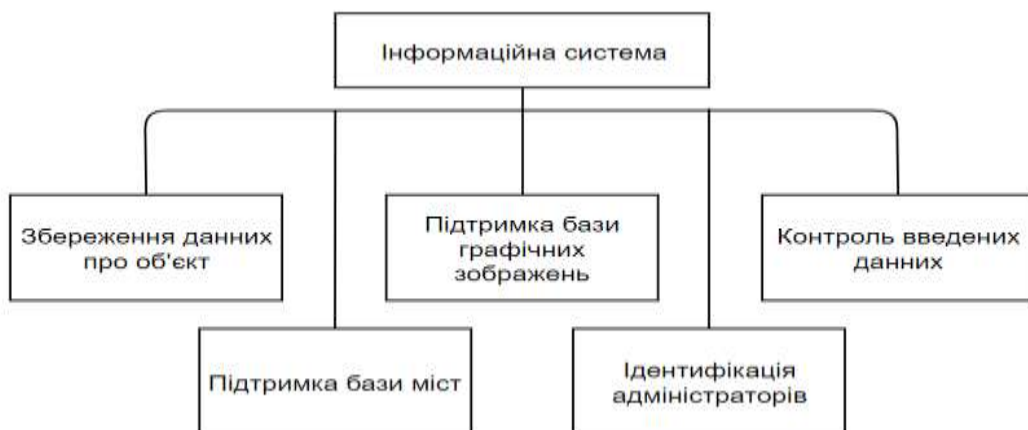 Інформаційна система
Збереження данних
про об'єкт
Підтримка бази
графічних
зображень
Контроль введених
данних
Підтримка бази міст
Ідентифікація
адміністраторів